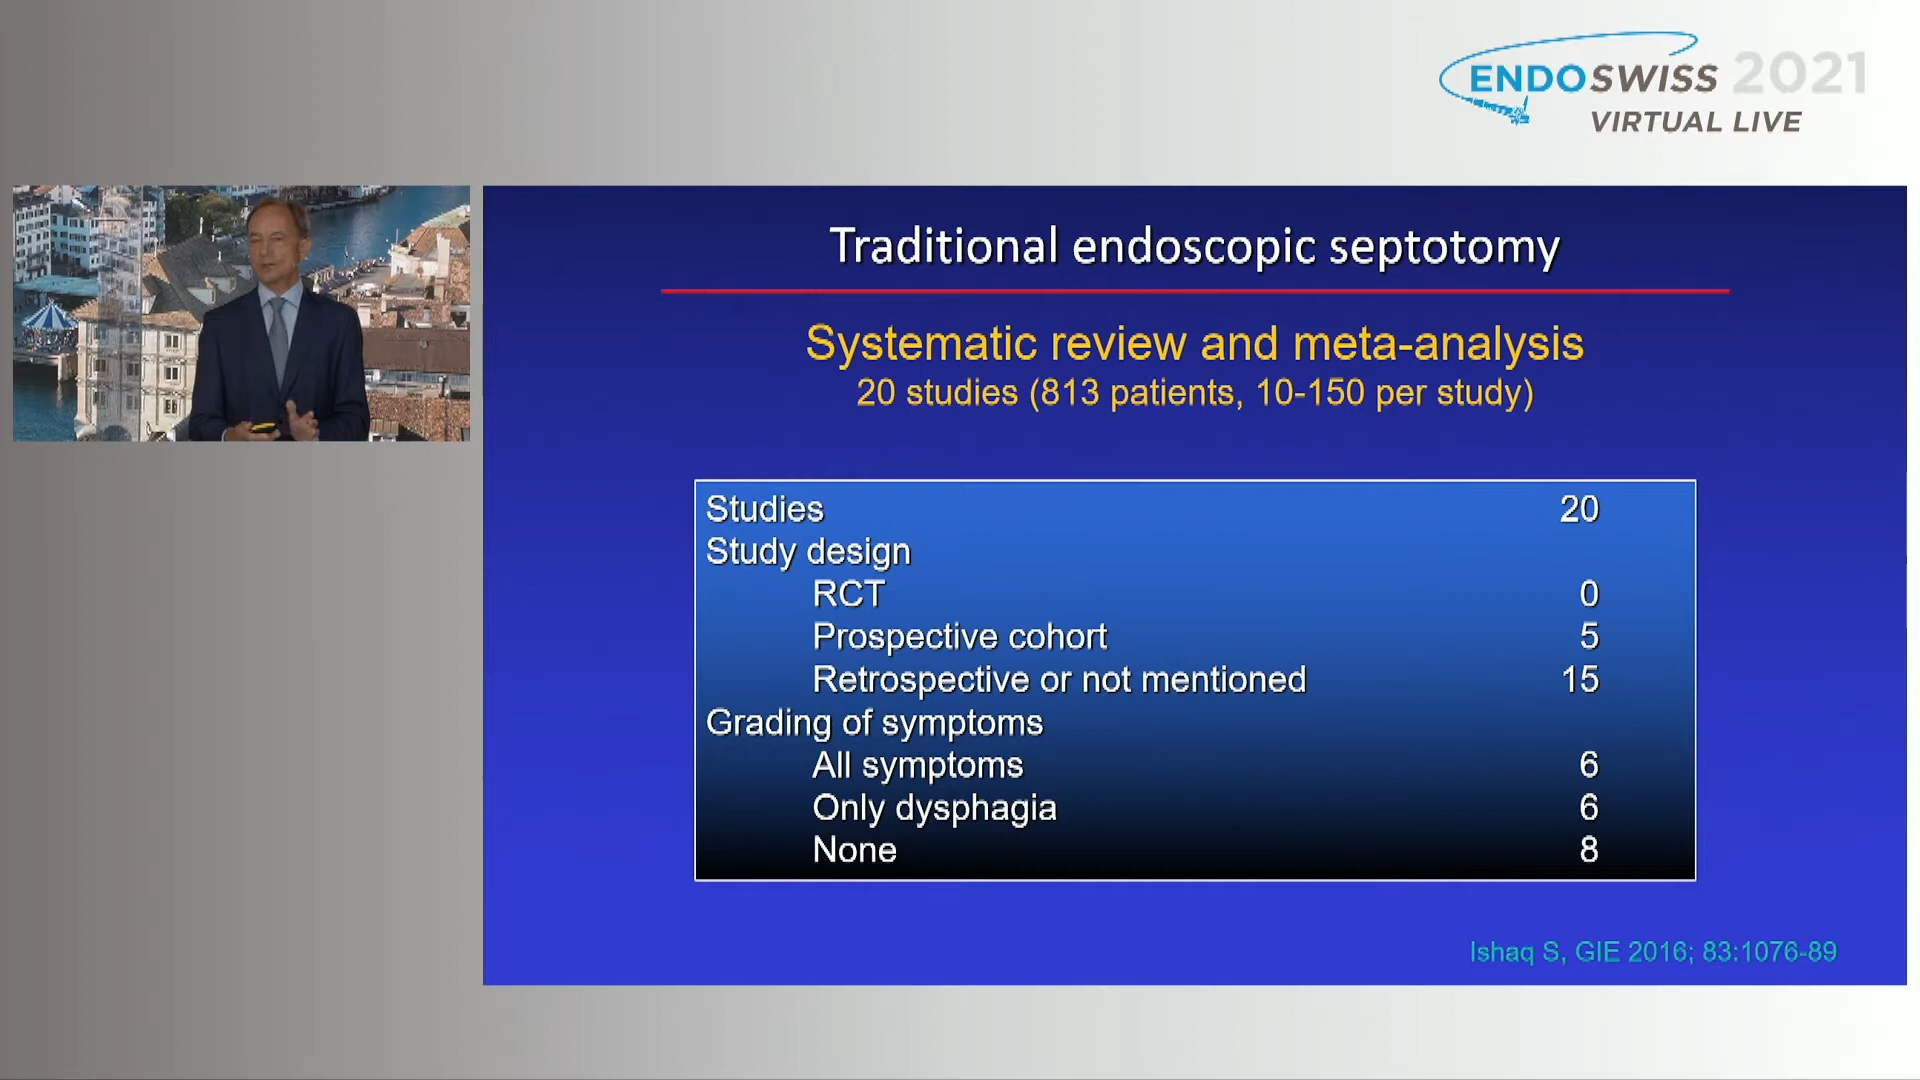 ENDOSWISS 2021
VIRTUAL LIVE
Traditional endoscopic septotomy
Systematic review and meta-analysis
20 studies (813 patients, 10-150 per study)
Studies 20
Study design
RCT 0
Prospective cohort 5
Retrospective or not mentioned 15
Grading of symptoms
All symptoms 6
Only dysphagia 6
None 8
Ishaq S, GIE 2016; 83:1076-89